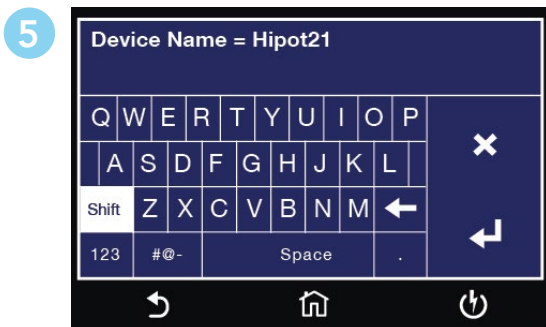 5
Device Name = Hipot21
Q W E R T Y U I O P
A S D F G H J K L
Shift Z X C V B N M
123 #@- Space .